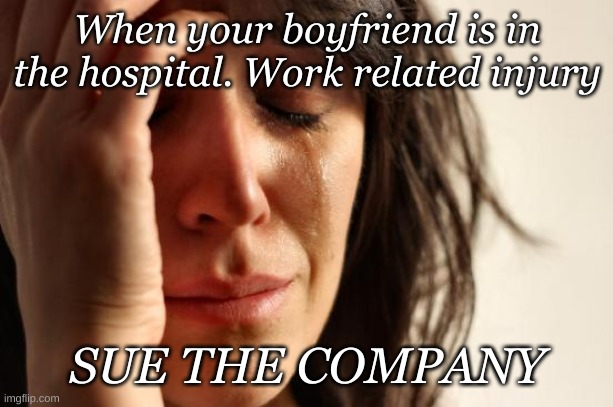 When your boyfriend is in
the hospital. Work related injury
SUE THE COMPANY
imgflip.com